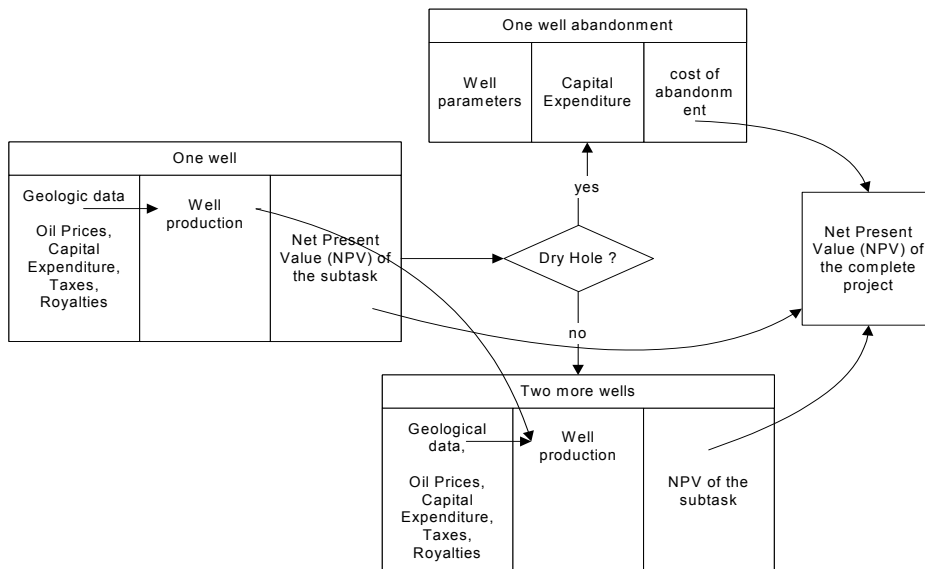 One well abandonment
Well
parameters
Capital
Expenditure
cost of
abandonm
ent
One well
Geologic data
Oil Prices,
Capital
Expenditure,
Taxes,
Royalties
Well
production
Net Present
Value (NPV) of
the subtask
yes
Dry Hole ?
no
Net Present
Value (NPV) of
the complete
project
Two more wells
Geological
data,
Oil Prices,
Capital
Expenditure,
Taxes,
Royalties
Well
production
NPV of the
subtask